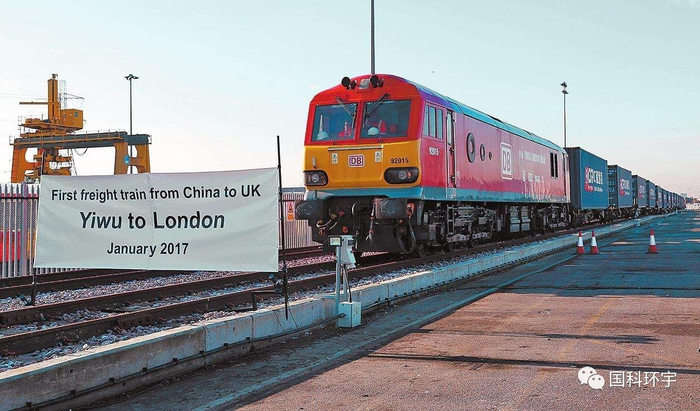 First freight train from China to UK
Yiwu to London
January 2017
DB
92015
92015
DB
国科环宇